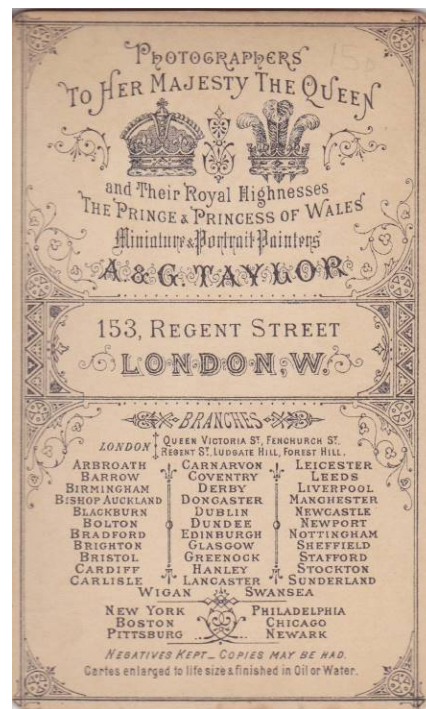 PHOTOGRAPHERS
TO HER MAJESTY THE QUEEN
and Their Royal Highnesses
THE PRINCE & PRINCESS OF WALES
Miniature & Portrait Painters
A & G. TAYLOR
153, REGENT STREET
LONDON, W.
BRANCHES
LONDON QUEEN VICTORIA ST, FENCHURCH ST.
REGENT ST, LUDGATE HILL, FOREST HILL.
ARBROATH CARNARVON LEICESTER
BARROW COVENTRY LEEDS
BIRMINGHAM DERBY LIVERPOOL
BISHOP AUCKLAND DONCASTER MANCHESTER
BLACKBURN DUBLIN NEWCASTLE
BOLTON DUNDEE NEWPORT
BRADFORD EDINBURGH NOTTINGHAM
BRIGHTON GLASGOW SHEFFIELD
BRISTOL GREENOCK STAFFORD
CARDIFF HANLEY STOCKTON
CARLISLE LANCASTER SUNDERLAND
WIGAN SWANSEA
NEW YORK PHILADELPHIA
BOSTON CHICAGO
PITTSBURG NEWARK
NEGATIVES KEPT_ COPIES MAY BE HAD.
Cartes enlarged to life size & finished in Oil or Water.